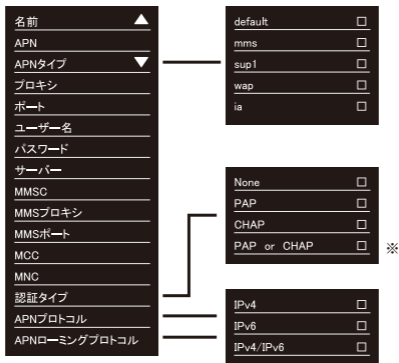 名前 ▲
APN
APNタイプ ▼
プロキシ
ポート
ユーザー名
パスワード
サーバー
MMSC
MMSプロキシ
MMSポート
MCC
MNC
認証タイプ
APNプロトコル
APNローミングプロトコル
default □
mms □
sup1 □
wap □
ia □
None □
PAP □
CHAP □
PAP or CHAP □ ※
IPv4 □
IPv6 □
IPv4/IPv6 □